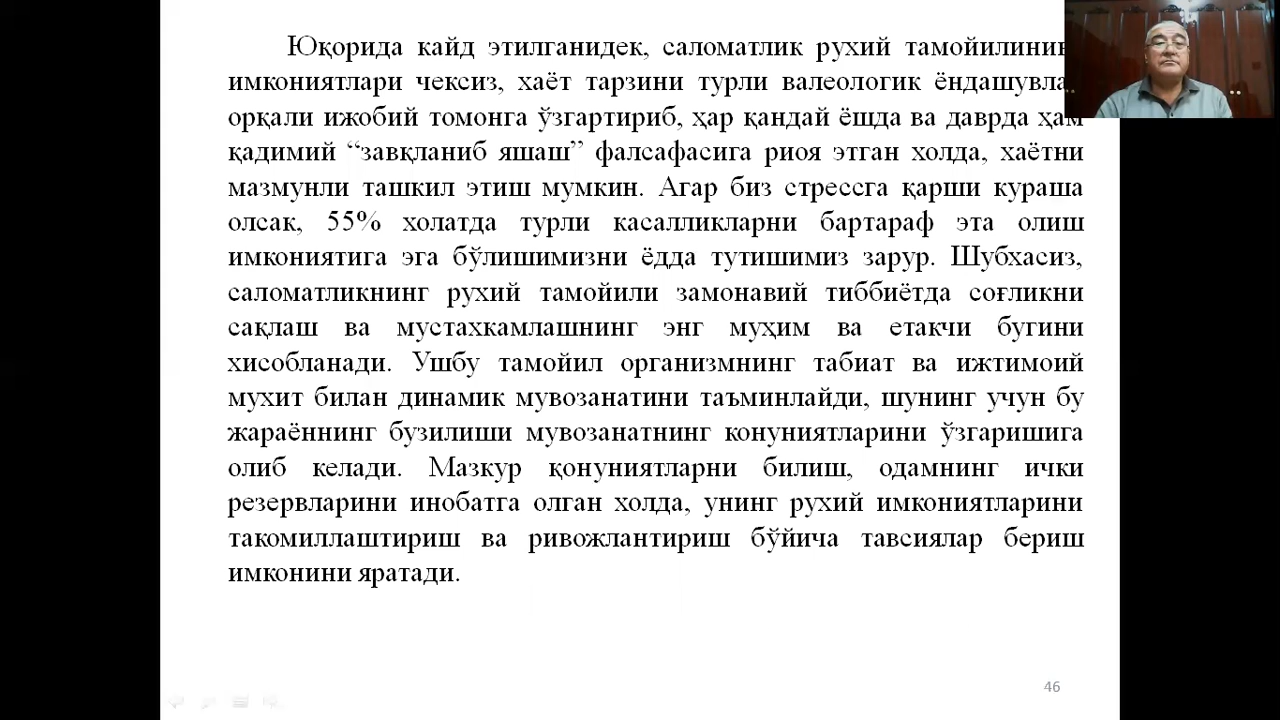 Юқорида кайд этилганидек, саломатлик рухий тамойилинин
имкониятлари чексиз, хаёт тарзини турли валеологик ёндашувла
орқали ижобий томонга ўзгартириб, ҳар қандай ёшда ва даврда ҳам
қадимий “завқланиб яшаш” фалсафасига риоя этган холда, хаётни
мазмунли ташкил этиш мумкин. Агар биз стрессга қарши кураша
олсак, 55% холатда турли касалликларни бартараф эта олиш
имкониятига эга бўлишимизни ёдда тутишимиз зарур. Шубхасиз,
саломатликнинг рухий тамойили замонавий тиббиётда соғликни
сақлаш ва мустахкамлашнинг энг муҳим ва етакчи бугини
хисобланади. Ушбу тамойил организмнинг табиат ва ижтимоий
мухит билан динамик мувозанатини таъминлайди, шунинг учун бу
жараённинг бузилиши мувозанатнинг конуниятларини ўзгаришига
олиб келади. Мазкур қонуниятларни билиш, одамнинг ички
резервларини инобатга олган холда, унинг рухий имкониятларини
такомиллаштириш ва ривожлантириш бўйича тавсиялар бериш
имконини яратади.
46